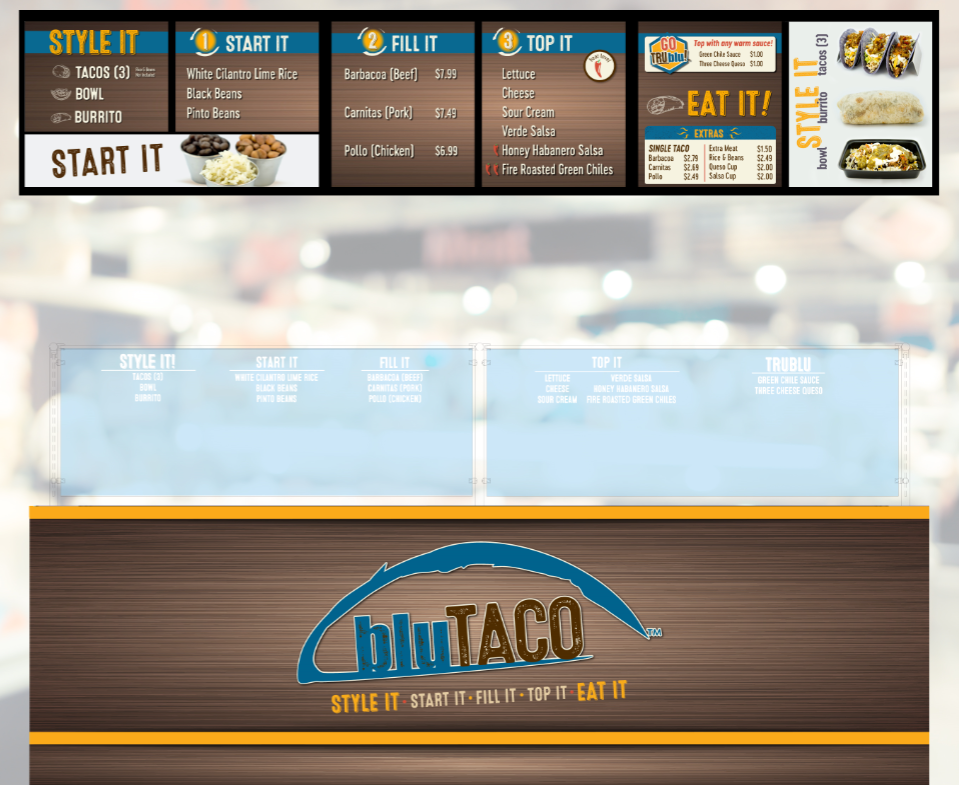 STYLE IT
TACOS (3)
BOWL
BURRITO
START IT
1 START IT
White Cilantro Lime Rice
Black Beans
Pinto Beans
2 FILL IT
Barbacoa (Beef) $7.99
Carnitas (Pork) $7.49
Pollo (Chicken) $6.99
3 TOP IT
Lettuce
Cheese
Sour Cream
Verde Salsa
Honey Habanero Salsa
Fire Roasted Green Chiles
GO
TRUblu!
Top with any warm sauce!
Green Chile Sauce $1.00
Three Cheese Queso $1.00
EAT IT!
EXTRAS
SINGLE TACO
Barbacoa $2.79
Carnitas $2.69
Pollo $2.49
Extra Meat $1.50
Rice & Beans $2.49
Queso Cup $2.00
Salsa Cup $2.00
STYLE IT
bowl burrito tacos (3)
STYLE IT!
TACOS (3)
BOWL
BURRITO
START IT
WHITE CILANTRO LIME RICE
BLACK BEANS
PINTO BEANS
FILL IT
BARBACOA (BEEF)
CARNITAS (PORK)
POLLO (CHICKEN)
TOP IT
LETTUCE
CHEESE
SOUR CREAM
VERDE SALSA
HONEY HABANERO SALSA
FIRE ROASTED GREEN CHILES
TRUBLU
GREEN CHILE SAUCE
THREE CHEESE QUESO
bluTACO TM
STYLE IT • START IT • FILL IT • TOP IT • EAT IT